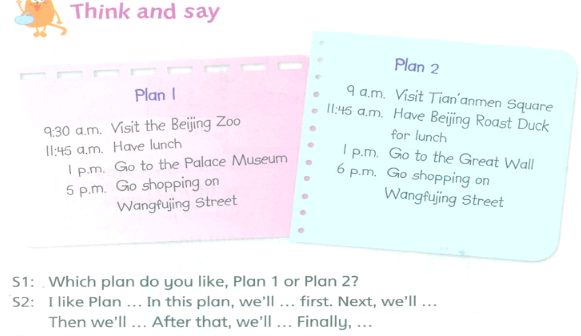 Think and say
Plan 1
9:30 a.m. Visit the Beijing Zoo
11:45 a.m. Have lunch
1 p.m. Go to the Palace Museum
5 p.m. Go shopping on
Wangfujing Street
Plan 2
9 a.m. Visit Tian'anmen Square
11:45 a.m. Have Beijing Roast Duck
for lunch
1 p.m. Go to the Great Wall
6 p.m. Go shopping on
Wangfujing Street
S1: Which plan do you like, Plan 1 or Plan 2?
S2: I like Plan ... In this plan, we'll ... first. Next, we'll ...
Then we'll ... After that, we'll ... Finally, ...